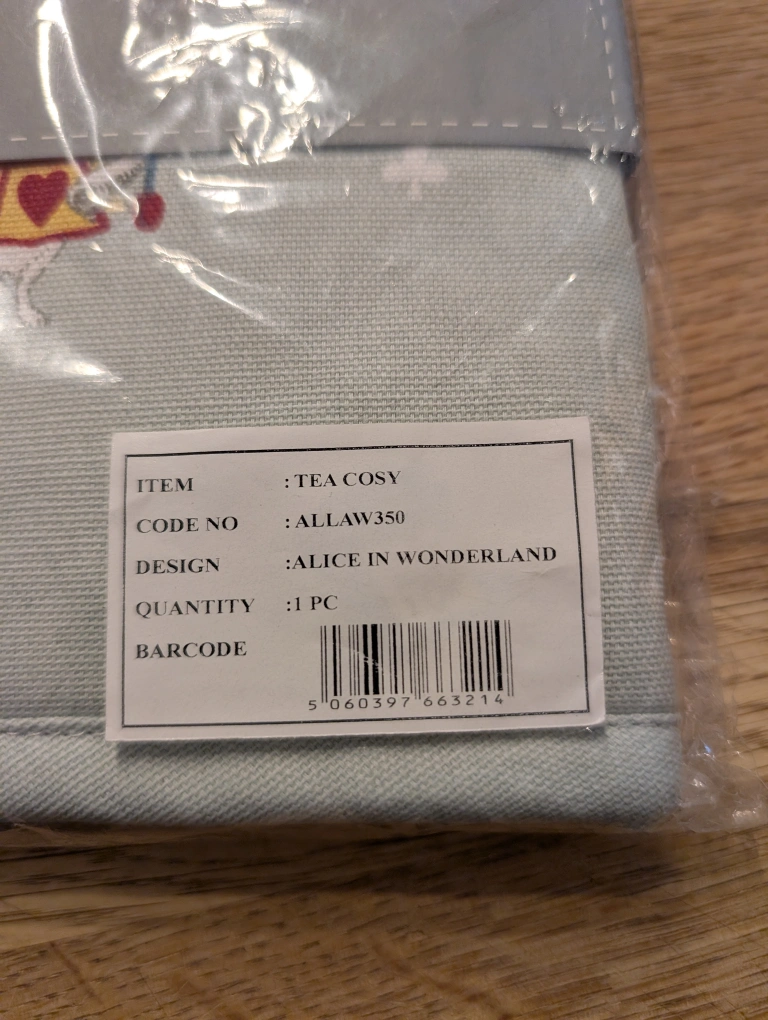 ITEM : TEA COSY
CODE NO : ALLAW350
DESIGN :ALICE IN WONDERLAND
QUANTITY :1 PC
BARCODE
5 060397 663214